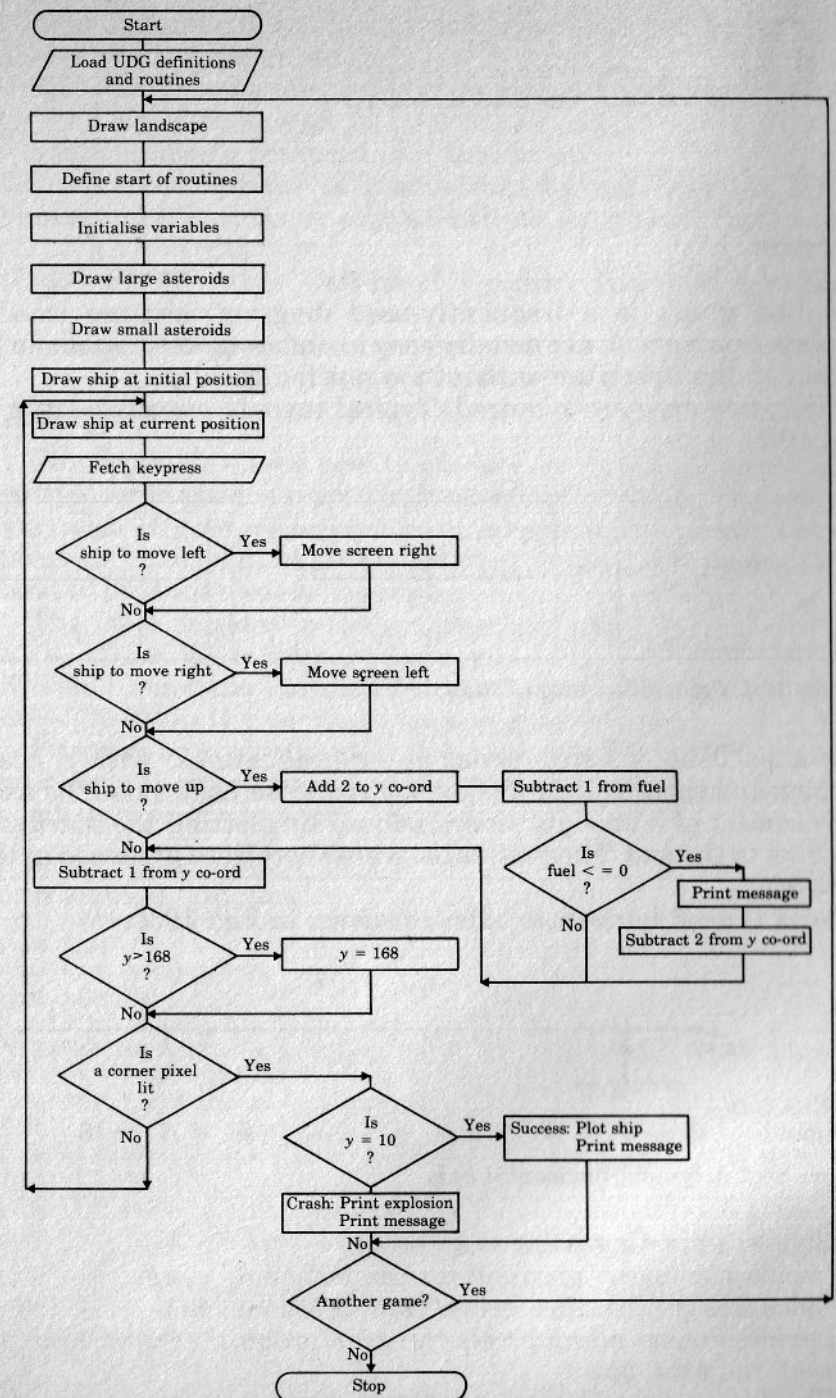 Start
Load UDG definitions
and routines
Draw landscape
Define start of routines
Initialise variables
Draw large asteroids
Draw small asteroids
Draw ship at initial position
Draw ship at current position
Fetch keypress
Is
ship to move left
?
Yes
Move screen right
No
Is
ship to move right
?
Yes
Move screen left
No
Is
ship to move up
?
Yes
Add 2 to y co-ord
Subtract 1 from fuel
Is
fuel < = 0
?
Yes
Print message
Subtract 2 from y co-ord
No
No
Subtract 1 from y co-ord
Is
y>168
?
Yes
y = 168
No
Is
a corner pixel
lit
?
Yes
No
Is
y = 10
?
Yes
Success: Plot ship
Print message
Crash: Print explosion
Print message
No
Another game?
Yes
No
Stop